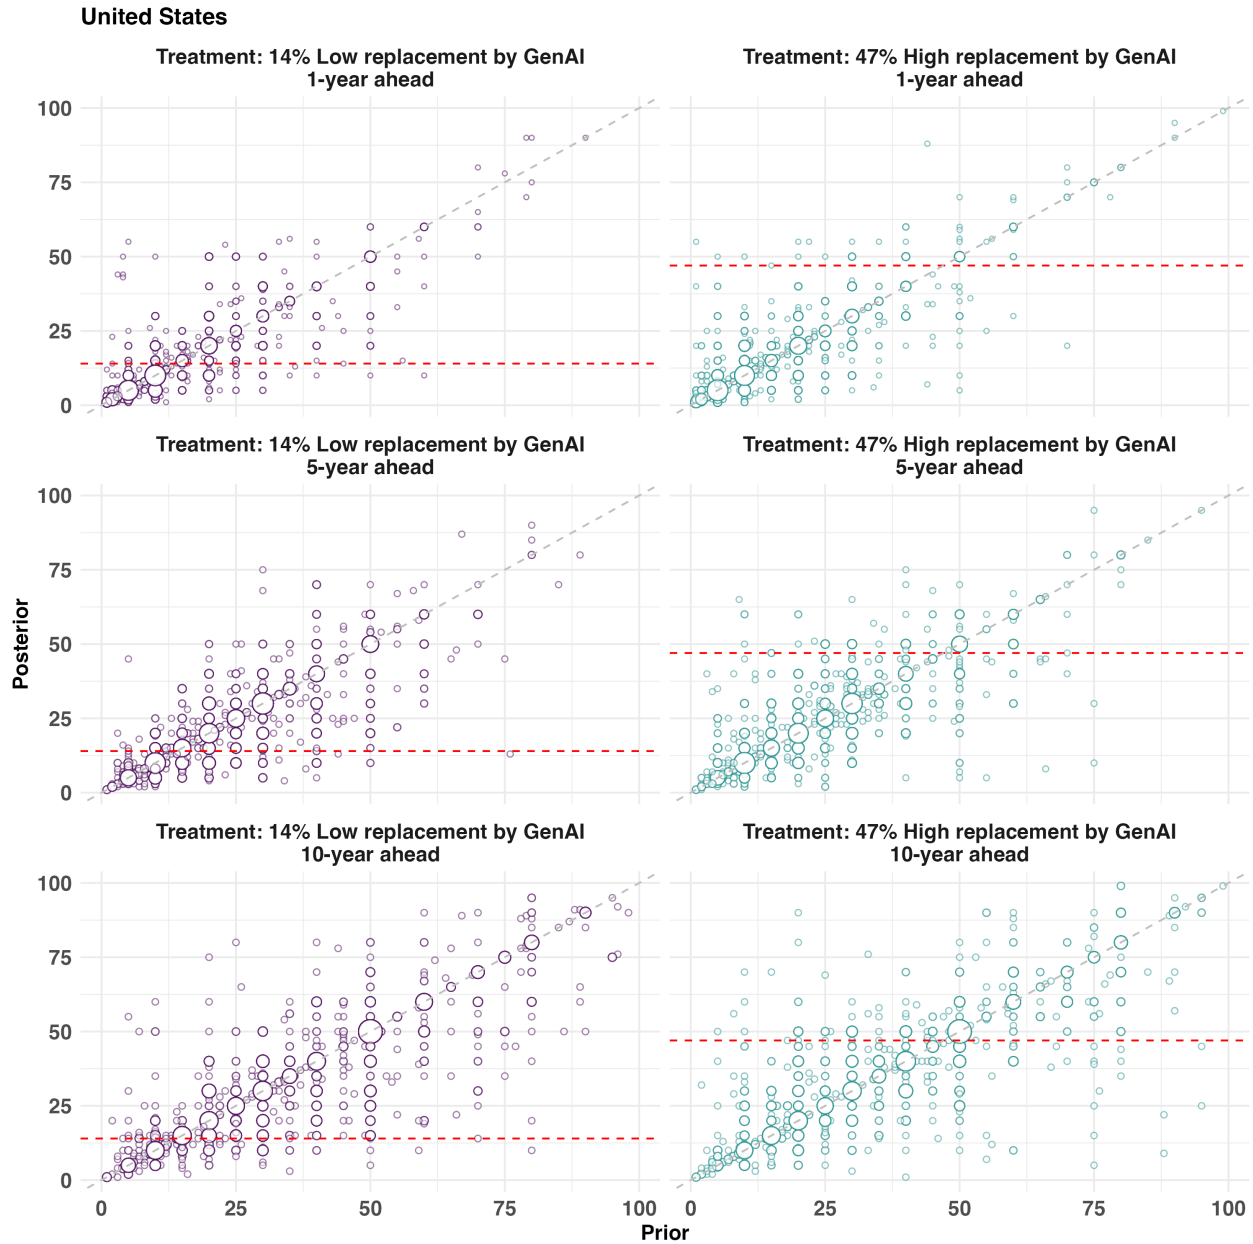 United States
Treatment: 14% Low replacement by GenAI
1-year ahead
Treatment: 47% High replacement by GenAI
1-year ahead
100
75
50
25
0
Treatment: 14% Low replacement by GenAI
5-year ahead
Treatment: 47% High replacement by GenAI
5-year ahead
Posterior
100
75
50
25
0
Treatment: 14% Low replacement by GenAI
10-year ahead
Treatment: 47% High replacement by GenAI
10-year ahead
100
75
50
25
0
0 25 50 75 100 0 25 50 75 100
Prior